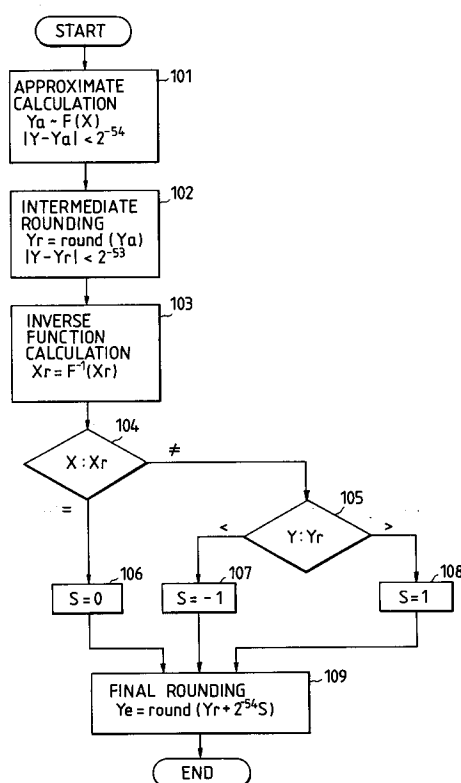 START
101
APPROXIMATE
CALCULATION
Ya ~ F(X)
|Y-Ya| < 2⁻⁵⁴
102
INTERMEDIATE
ROUNDING
Yr = round (Ya)
|Y-Yr| < 2⁻⁵³
103
INVERSE
FUNCTION
CALCULATION
Xr = F⁻¹(Xr)
104
X : Xr
≠
=
105
Y : Yr
<
>
106
S = 0
107
S = -1
108
S = 1
109
FINAL ROUNDING
Ye = round (Yr + 2⁻⁵⁴S)
END